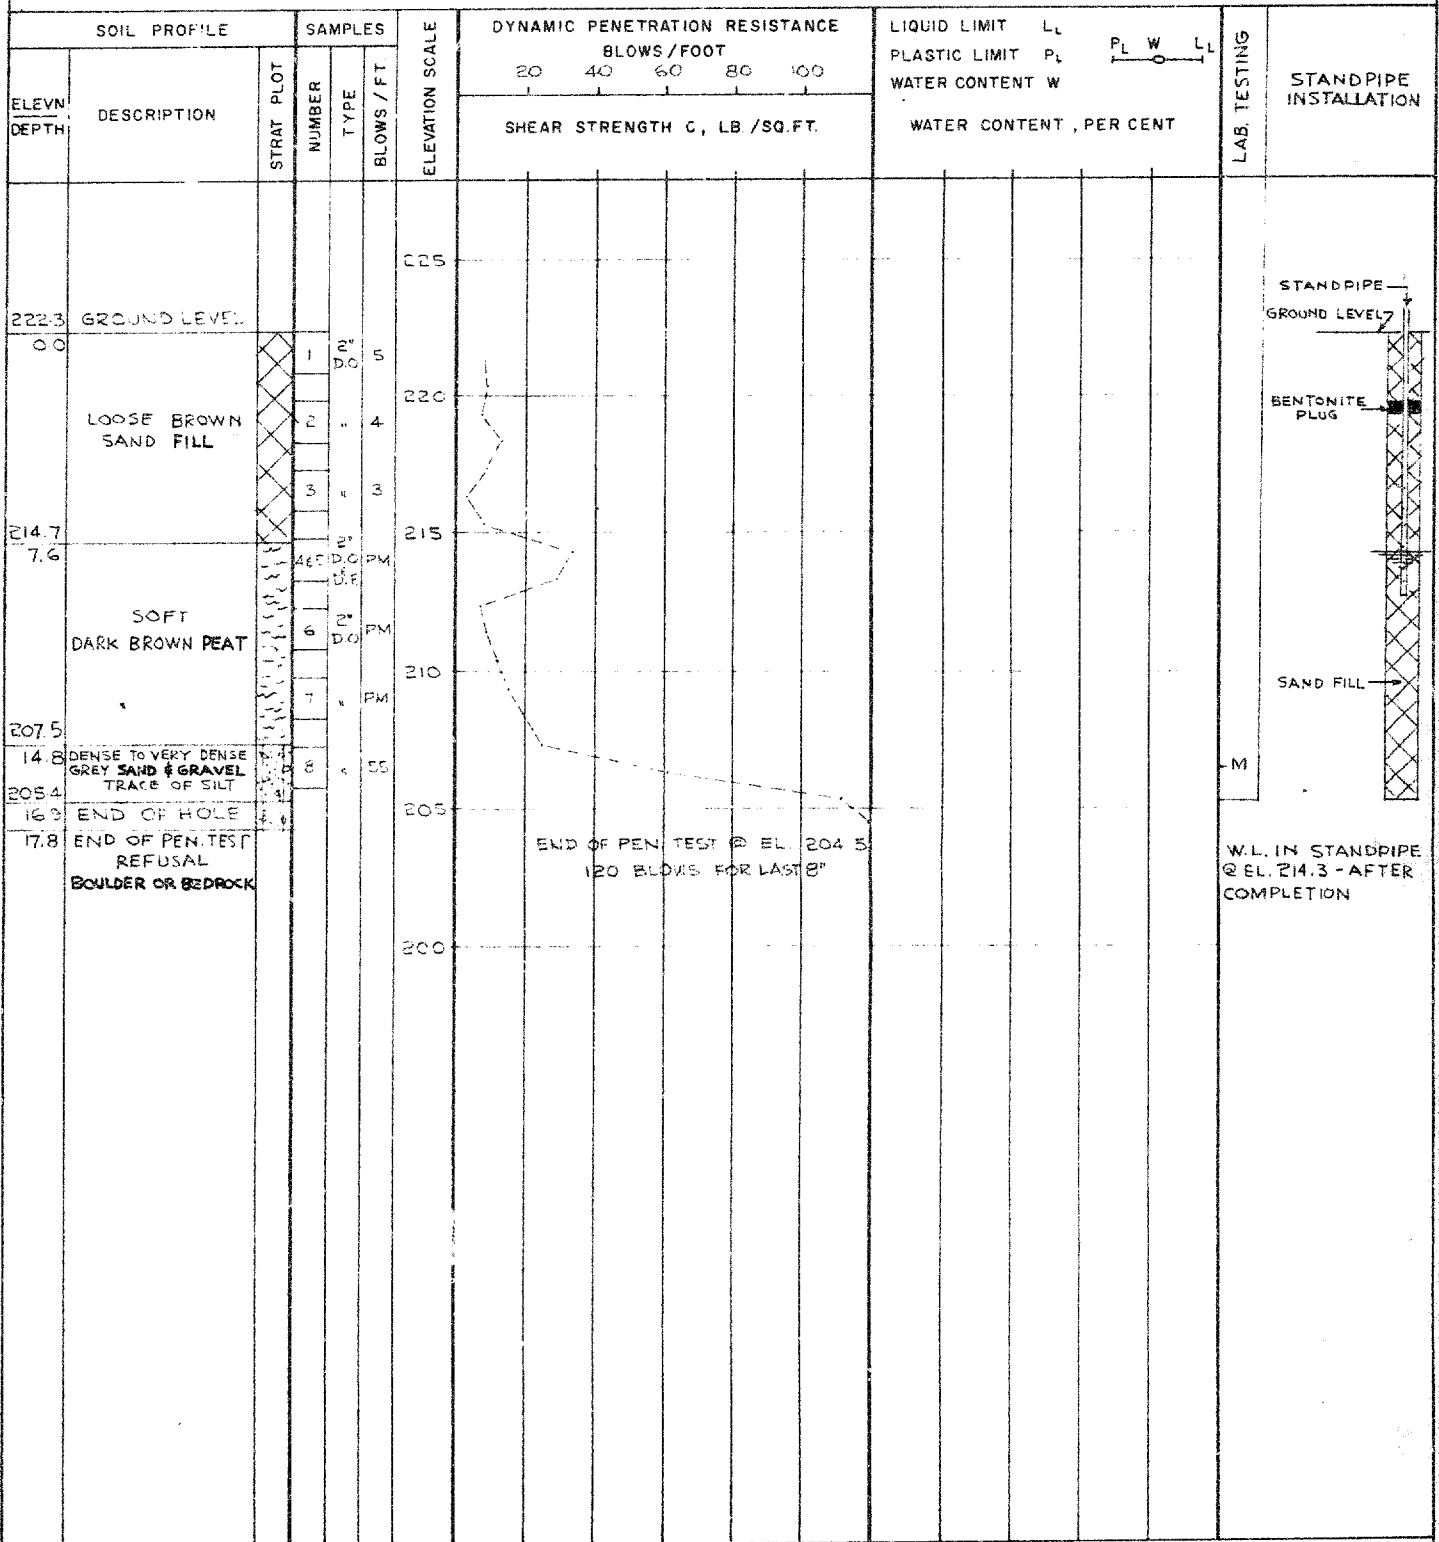 SOIL PROFILE
SAMPLES
ELEVATION SCALE
DYNAMIC PENETRATION RESISTANCE
BLOWS/FOOT
20 40 60 80 100
SHEAR STRENGTH C, LB./SQ.FT.
LIQUID LIMIT LL
PLASTIC LIMIT PL
WATER CONTENT W
PL W LL
WATER CONTENT, PER CENT
LAB. TESTING
STANDPIPE
INSTALLATION
ELEVN
DEPTH
DESCRIPTION
STRAT PLOT
NUMBER
TYPE
BLOWS / FT.
225
222.3 GROUND LEVEL
0.0
1 2" D.O 5
220
LOOSE BROWN
SAND FILL
2 " 4
3 " 3
214.7
7.6
215
4&5 2" D.O PM
SOFT
DARK BROWN PEAT
6 2" D.O PM
210
7 " PM
207.5
14.8 DENSE TO VERY DENSE
GREY SAND & GRAVEL
TRACE OF SILT
8 " 55
M
205.4
16.9 END OF HOLE
205
17.8 END OF PEN. TEST
REFUSAL
BOULDER OR BEDROCK
END OF PEN. TEST @ EL. 204.5
120 BLOWS FOR LAST 8"
200
STANDPIPE
GROUND LEVEL
BENTONITE
PLUG
SAND FILL
W.L. IN STANDPIPE
@ EL. 214.3 - AFTER
COMPLETION